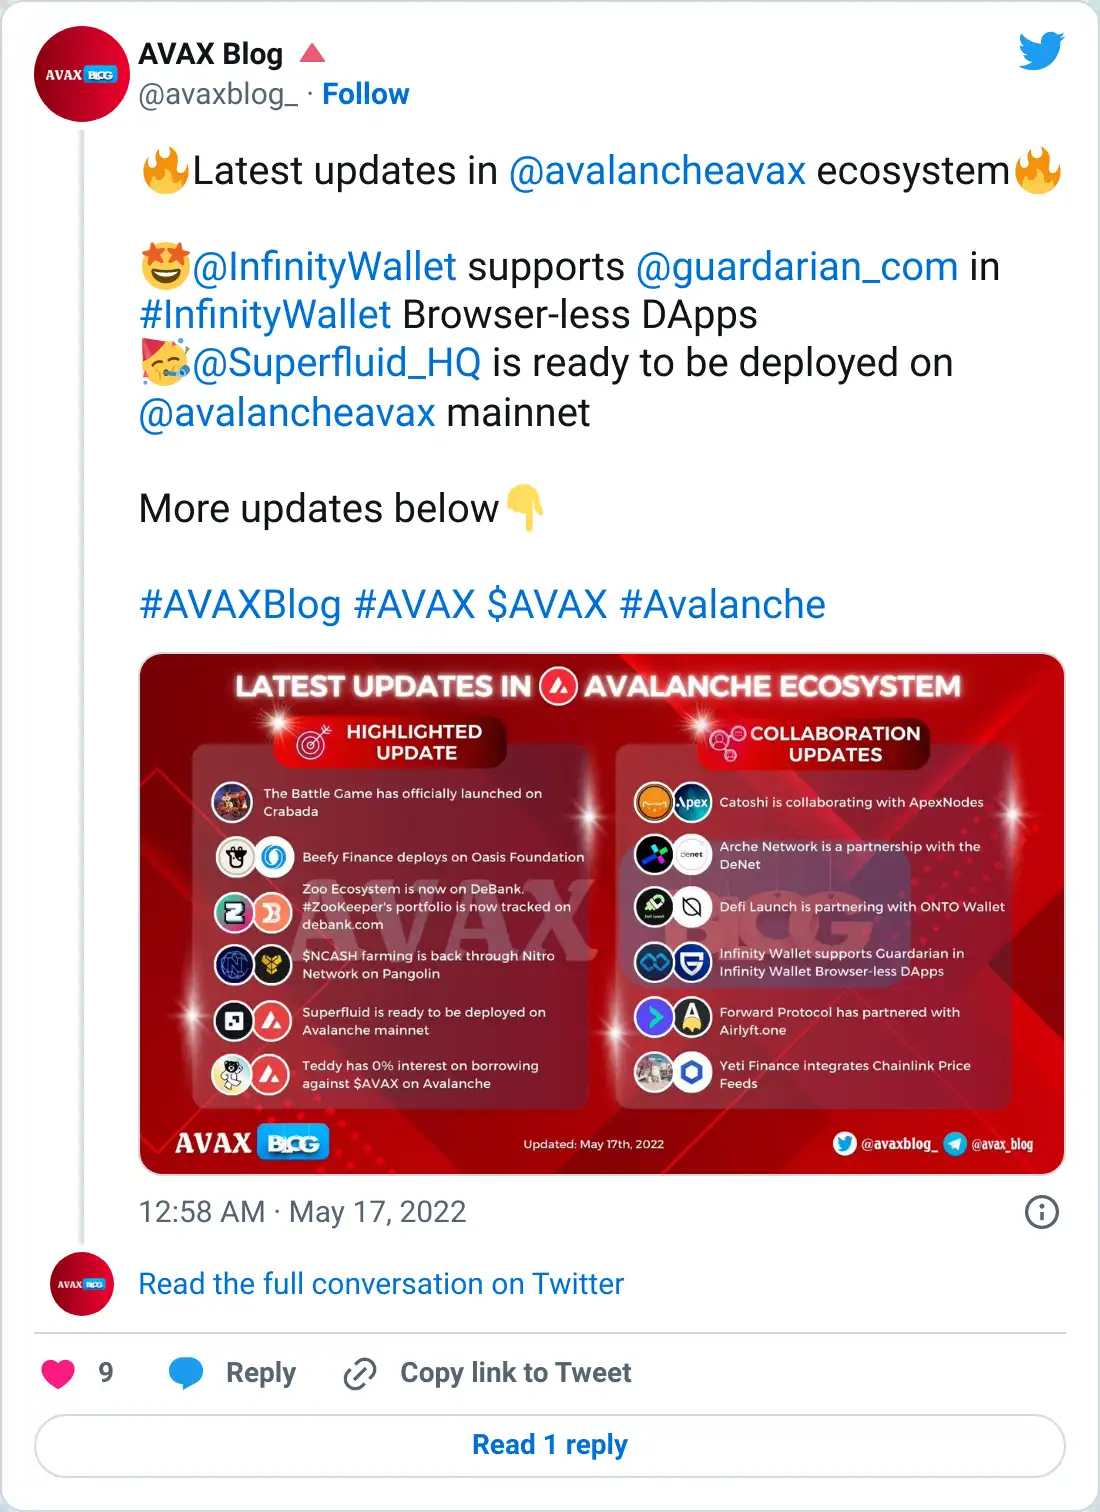 AVAX BLOG
AVAX Blog
@avaxblog_ · Follow
Latest updates in @avalancheavax ecosystem
@InfinityWallet supports @guardarian_com in
#InfinityWallet Browser-less DApps
@Superfluid_HQ is ready to be deployed on
@avalancheavax mainnet
More updates below
#AVAXBlog #AVAX $AVAX #Avalanche
LATEST UPDATES IN AVALANCHE ECOSYSTEM
HIGHLIGHTED
UPDATE
The Battle Game has officially launched on
Crabada
Beefy Finance deploys on Oasis Foundation
Zoo Ecosystem is now on DeBank.
#ZooKeeper's portfolio is now tracked on
debank.com
$NCASH farming is back through Nitro
Network on Pangolin
Superfluid is ready to be deployed on
Avalanche mainnet
Teddy has 0% interest on borrowing
against $AVAX on Avalanche
COLLABORATION
UPDATES
Apex
Catoshi is collaborating with ApexNodes
denet
Arche Network is a partnership with the
DeNet
Defi Launch
Defi Launch is partnering with ONTO Wallet
Infinity Wallet supports Guardarian in
Infinity Wallet Browser-less DApps
Forward Protocol has partnered with
Airlyft.one
Yeti Finance integrates Chainlink Price
Feeds
AVAX BLOG
AVAX BLOG
Updated: May 17th, 2022
@avaxblog_ @avax_blog
12:58 AM · May 17, 2022
AVAX BLOG
Read the full conversation on Twitter
9 Reply Copy link to Tweet
Read 1 reply